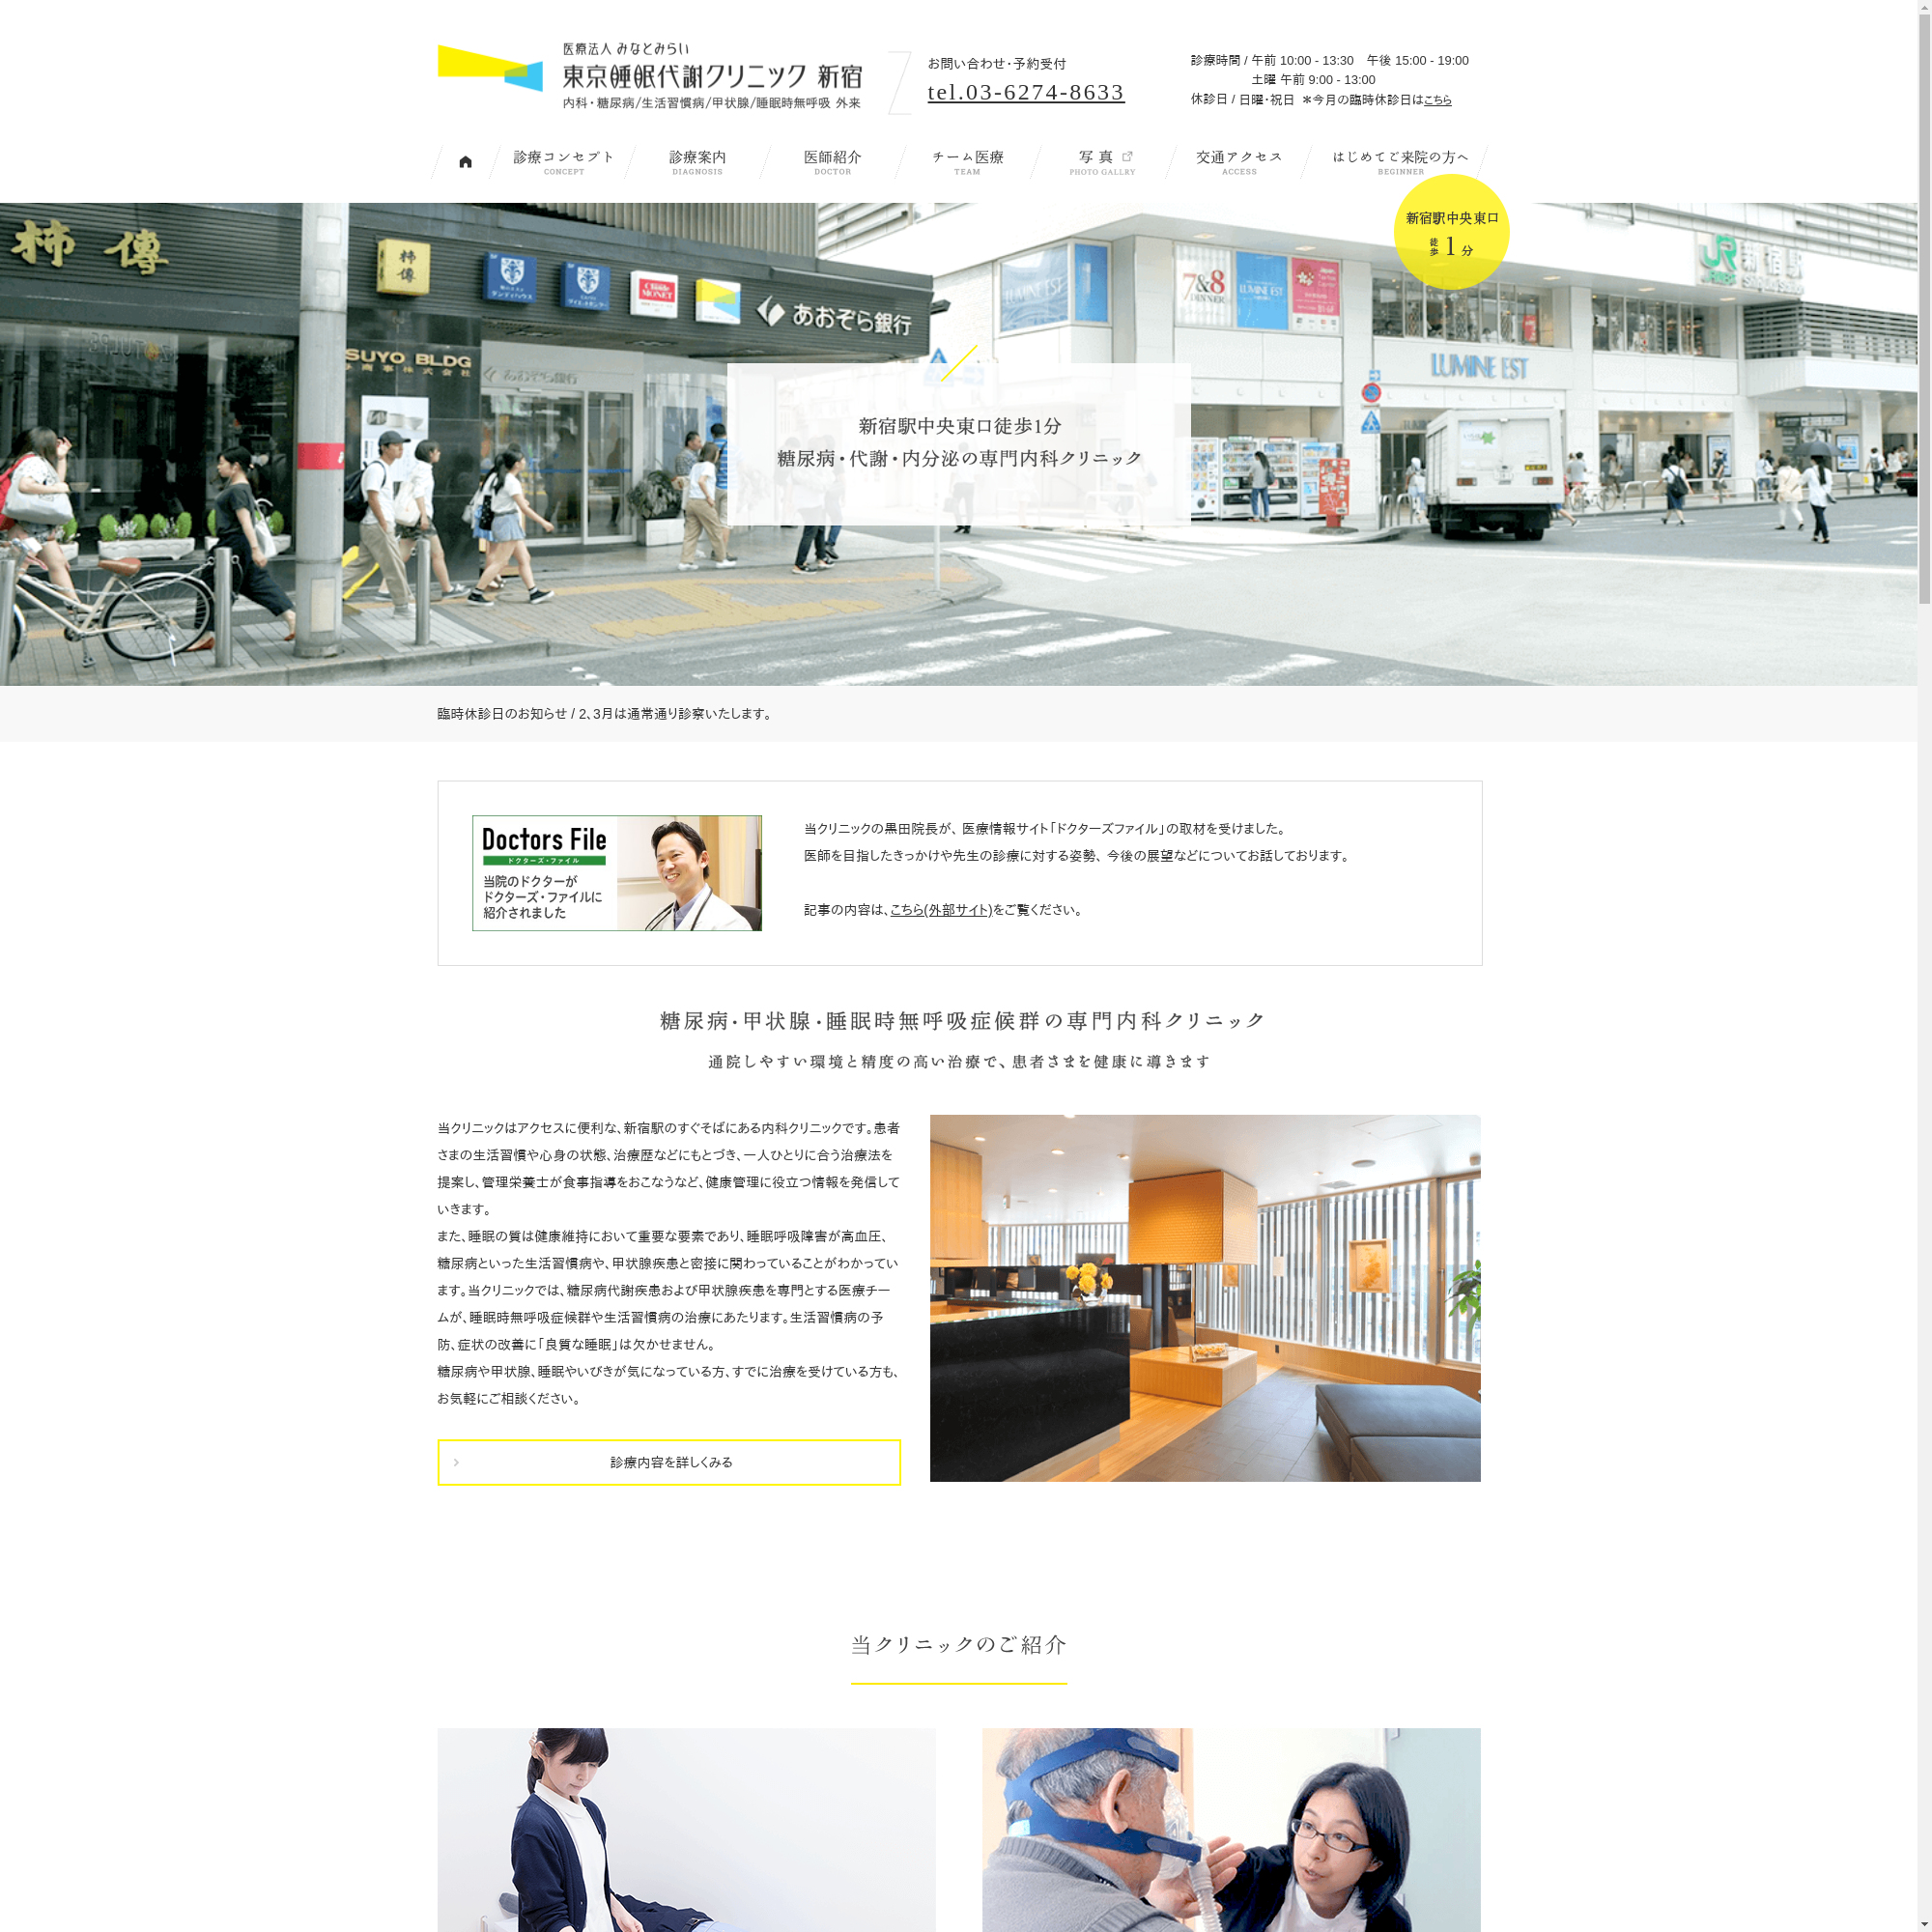 医療法人 みなとみらい
東京睡眠代謝クリニック 新宿
内科・糖尿病/生活習慣病/甲状腺/睡眠時無呼吸 外来
お問い合わせ・予約受付
tel.03-6274-8633
診療時間 / 午前 10:00 - 13:30　午後 15:00 - 19:00
土曜 午前 9:00 - 13:00
休診日 / 日曜・祝日 ＊今月の臨時休診日はこちら
診療コンセプト
CONCEPT
診療案内
DIAGNOSIS
医師紹介
DOCTOR
チーム医療
TEAM
写 真
PHOTO GALLRY
交通アクセス
ACCESS
はじめてご来院の方へ
BEGINNER
新宿駅中央東口
徒歩 1 分
柿傳
柿傳
Claude MONET
あおぞら銀行
SUYO BLDG
あおぞら銀行
LUMINE EST
7&8
DINNER
LUMINE EST
JR
新宿駅
LUMINE EST
新宿駅中央東口徒歩1分
糖尿病・代謝・内分泌の専門内科クリニック
臨時休診日のお知らせ / 2、3月は通常通り診察いたします。
Doctors File
ドクターズ・ファイル
当院のドクターが
ドクターズ・ファイルに
紹介されました
当クリニックの黒田院長が、 医療情報サイト「ドクターズファイル」の取材を受けました。
医師を目指したきっかけや先生の診療に対する姿勢、 今後の展望などについてお話しております。
記事の内容は、こちら(外部サイト)をご覧ください。
糖尿病・甲状腺・睡眠時無呼吸症候群の専門内科クリニック
通院しやすい環境と精度の高い治療で、患者さまを健康に導きます
当クリニックはアクセスに便利な、新宿駅のすぐそばにある内科クリニックです。患者
さまの生活習慣や心身の状態、治療歴などにもとづき、一人ひとりに合う治療法を
提案し、管理栄養士が食事指導をおこなうなど、健康管理に役立つ情報を発信して
いきます。
また、睡眠の質は健康維持において重要な要素であり、睡眠呼吸障害が高血圧、
糖尿病といった生活習慣病や、甲状腺疾患と密接に関わっていることがわかってい
ます。当クリニックでは、糖尿病代謝疾患および甲状腺疾患を専門とする医療チー
ムが、睡眠時無呼吸症候群や生活習慣病の治療にあたります。生活習慣病の予
防、症状の改善に「良質な睡眠」は欠かせません。
糖尿病や甲状腺、睡眠やいびきが気になっている方、すでに治療を受けている方も、
お気軽にご相談ください。
診療内容を詳しくみる
当クリニックのご紹介